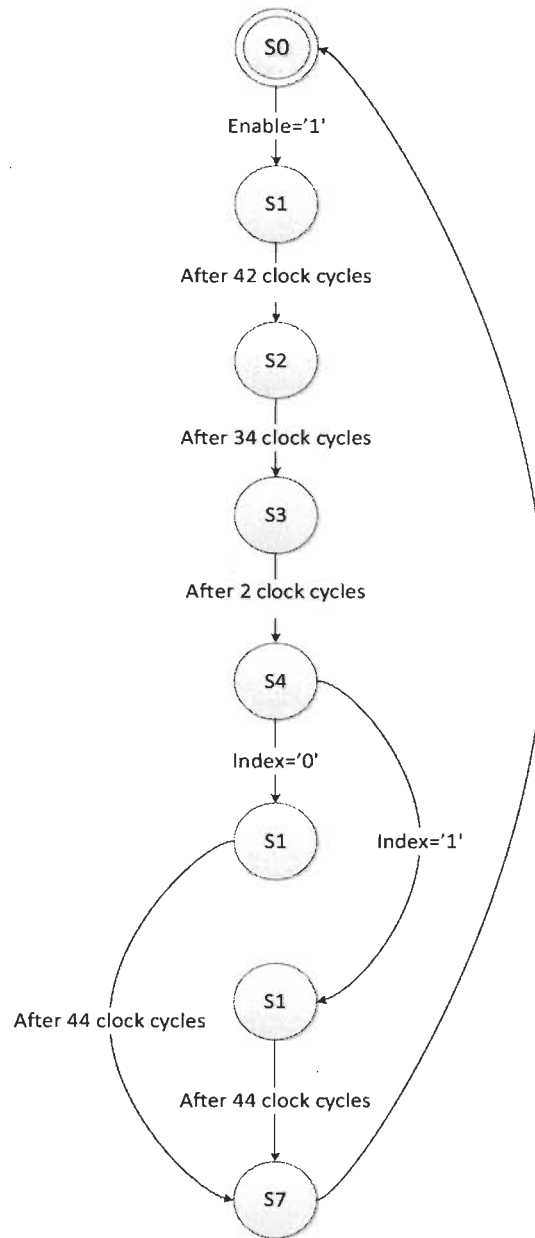 S0
Enable='1'
S1
After 42 clock cycles
S2
After 34 clock cycles
S3
After 2 clock cycles
S4
Index='0'
S1
Index='1'
S1
After 44 clock cycles
After 44 clock cycles
S7